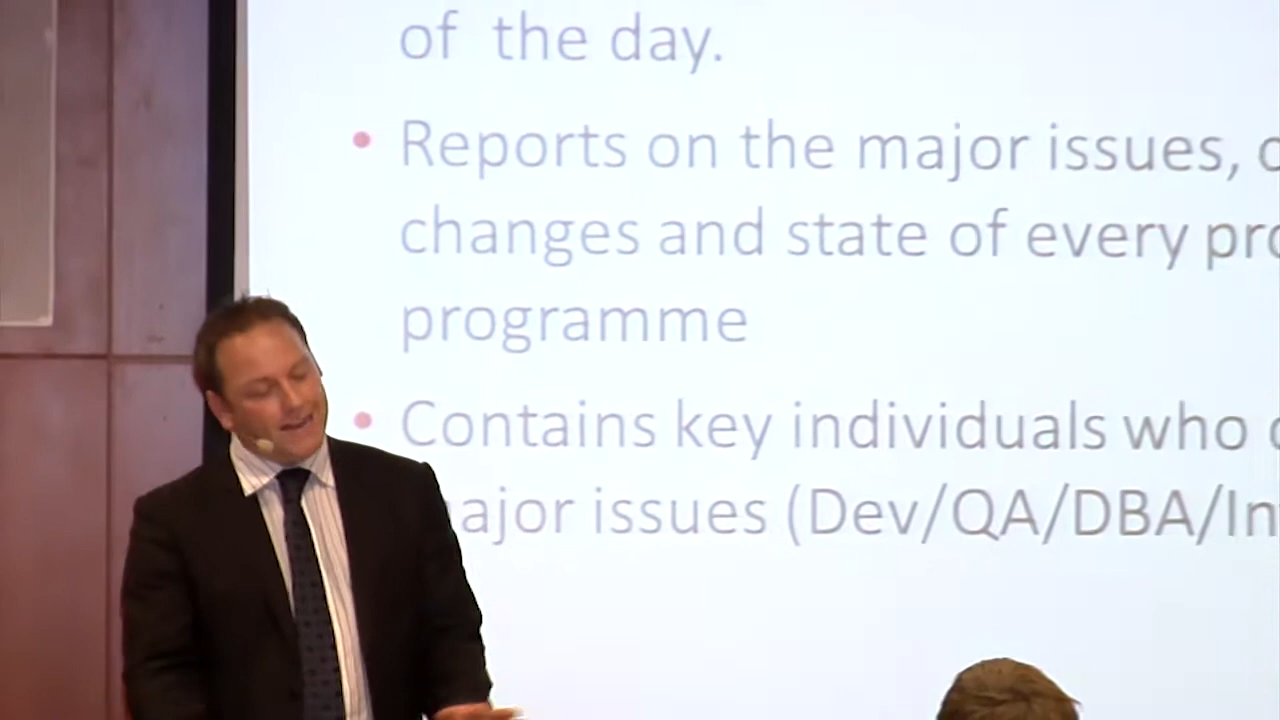 of the day.
• Reports on the major issues,
changes and state of every
programme
• Contains key individuals who
major issues (Dev/QA/DBA/